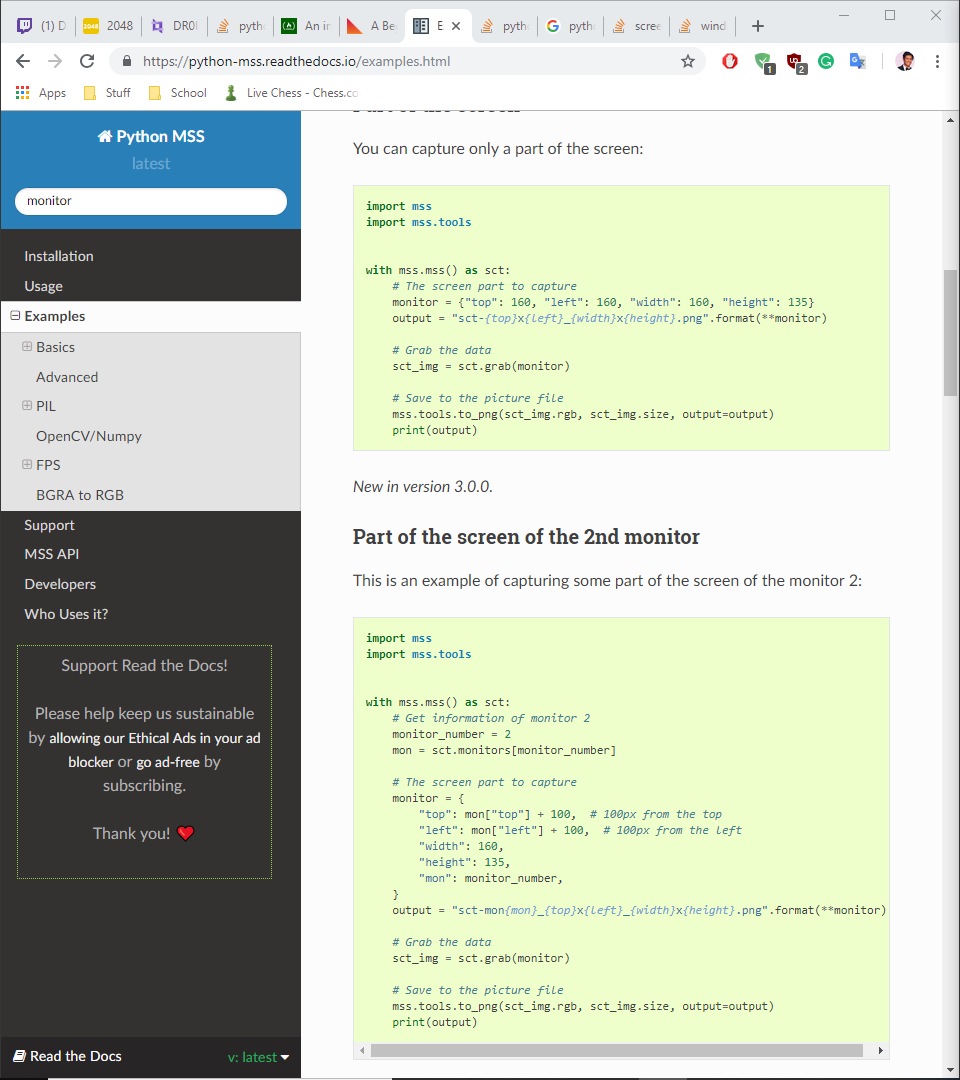 (1) D
2048
2048
DR0
pyth
An in
A Be
E
pyth
pyth
scree
wind
https://python-mss.readthedocs.io/examples.html
1
2
Apps
Stuff
School
Live Chess - Chess.co
Python MSS
latest
monitor
Installation
Usage
Examples
Basics
Advanced
PIL
OpenCV/Numpy
FPS
BGRA to RGB
Support
MSS API
Developers
Who Uses it?
Support Read the Docs!
Please help keep us sustainable
by allowing our Ethical Ads in your ad
blocker or go ad-free by
subscribing.
Thank you!
Read the Docs
v: latest
Part of the screen
You can capture only a part of the screen:
import mss
import mss.tools
with mss.mss() as sct:
    # The screen part to capture
    monitor = {"top": 160, "left": 160, "width": 160, "height": 135}
    output = "sct-{top}x{left}_{width}x{height}.png".format(**monitor)
    # Grab the data
    sct_img = sct.grab(monitor)
    # Save to the picture file
    mss.tools.to_png(sct_img.rgb, sct_img.size, output=output)
    print(output)
New in version 3.0.0.
Part of the screen of the 2nd monitor
This is an example of capturing some part of the screen of the monitor 2:
import mss
import mss.tools
with mss.mss() as sct:
    # Get information of monitor 2
    monitor_number = 2
    mon = sct.monitors[monitor_number]
    # The screen part to capture
    monitor = {
        "top": mon["top"] + 100,  # 100px from the top
        "left": mon["left"] + 100,  # 100px from the left
        "width": 160,
        "height": 135,
        "mon": monitor_number,
    }
    output = "sct-mon{mon}_{top}x{left}_{width}x{height}.png".format(**monitor)
    # Grab the data
    sct_img = sct.grab(monitor)
    # Save to the picture file
    mss.tools.to_png(sct_img.rgb, sct_img.size, output=output)
    print(output)